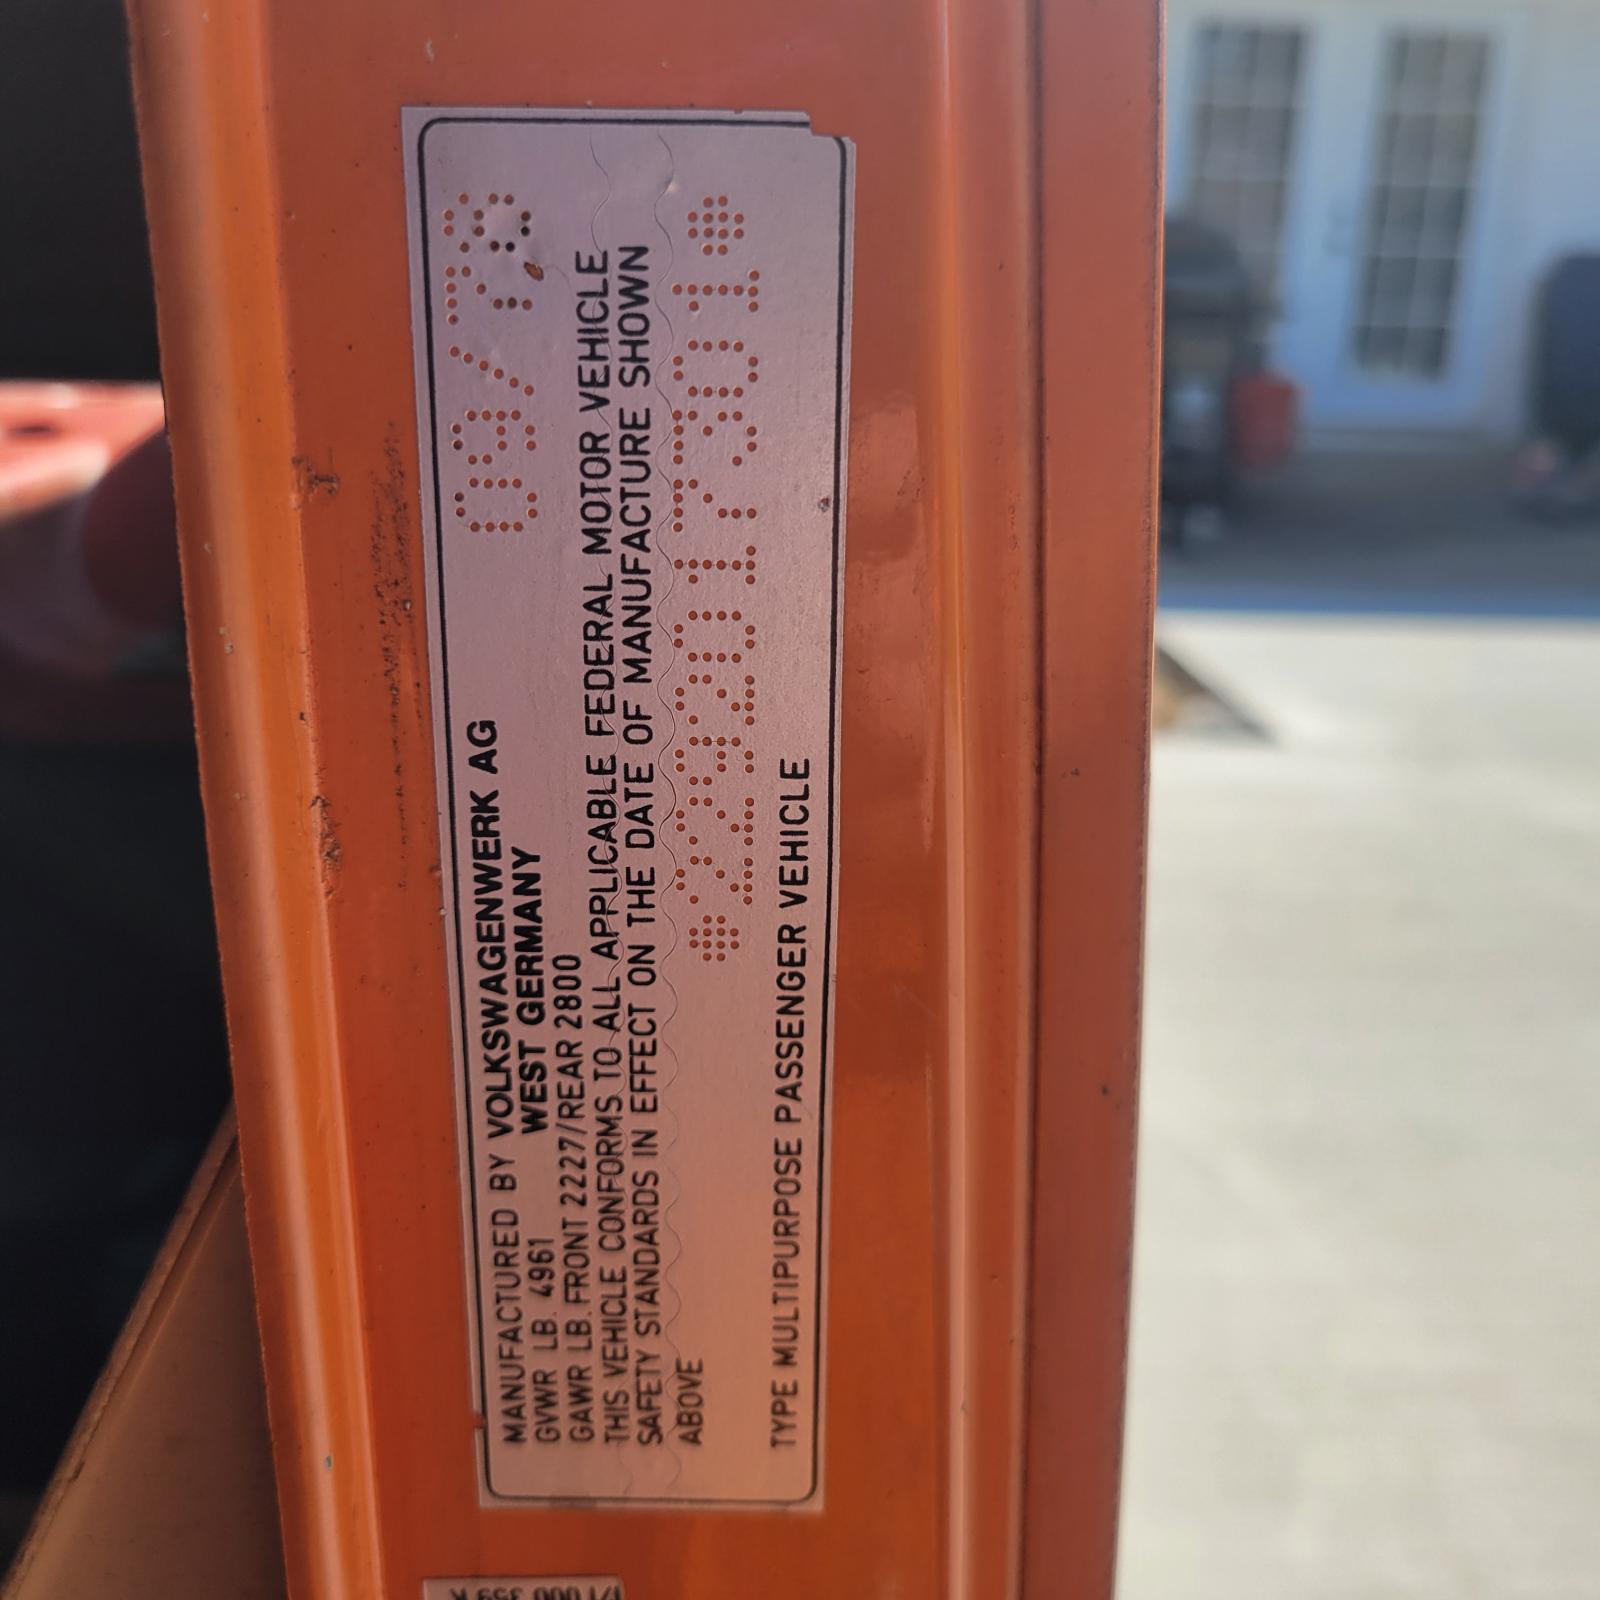 MANUFACTURED BY VOLKSWAGENWERK AG 09/78
WEST GERMANY
GVWR LB. 4961
GAWR LB. FRONT 2227/REAR 2800
THIS VEHICLE CONFORMS TO ALL APPLICABLE FEDERAL MOTOR VEHICLE
SAFETY STANDARDS IN EFFECT ON THE DATE OF MANUFACTURE SHOWN
ABOVE *2292017301*
TYPE MULTIPURPOSE PASSENGER VEHICLE